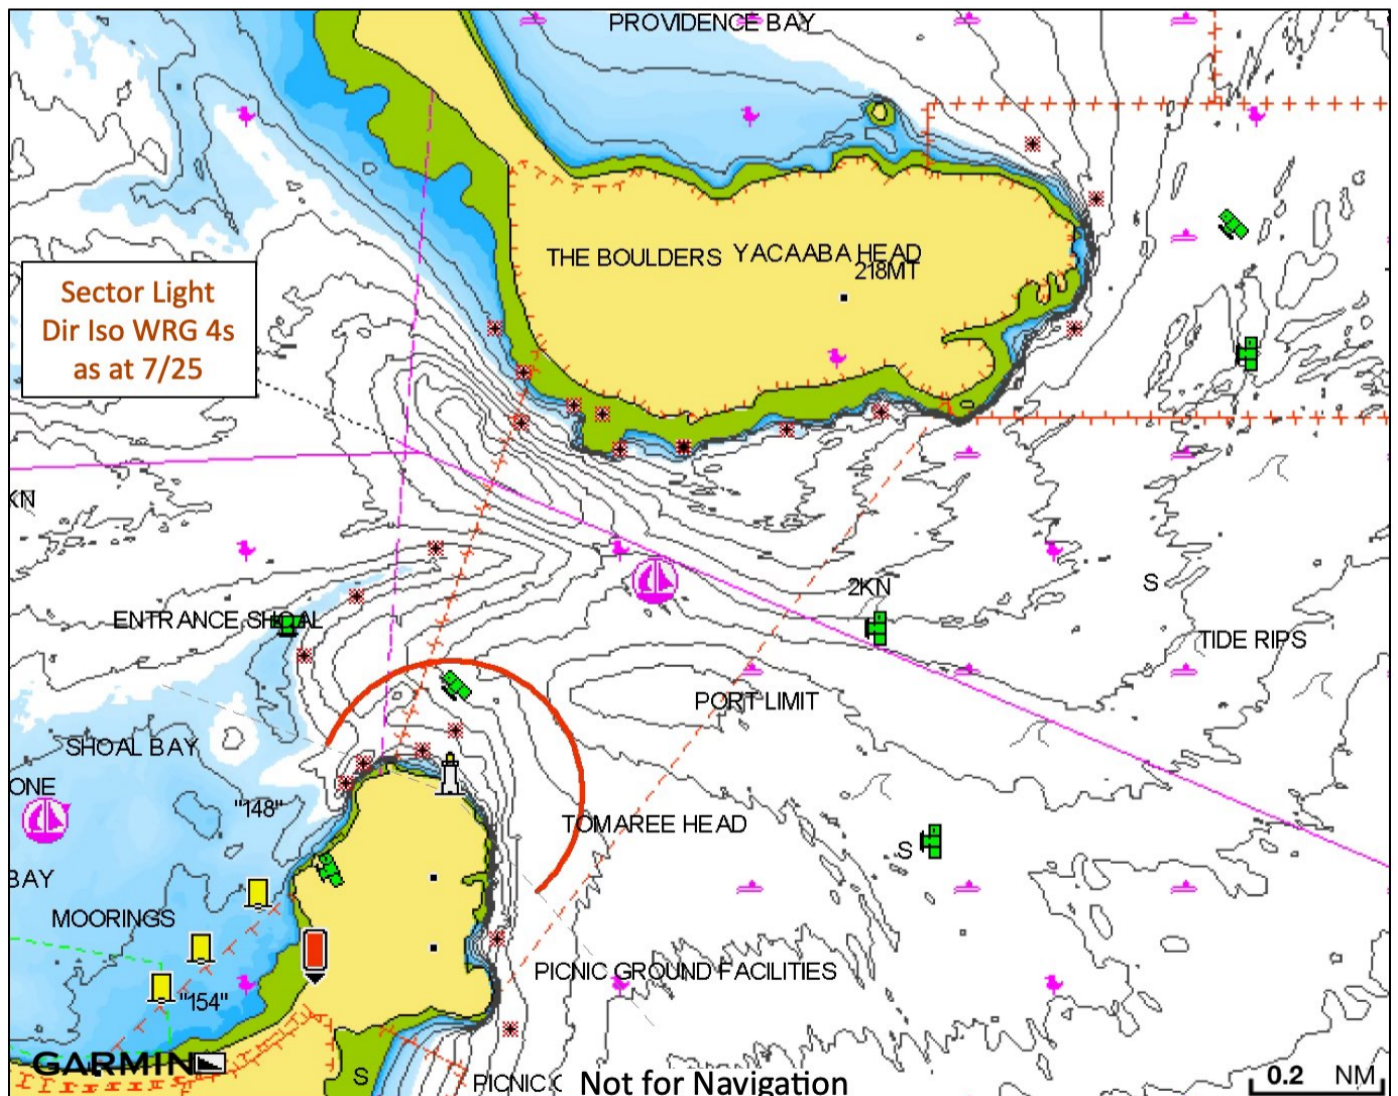 PROVIDENCE BAY
THE BOULDERS
YACAABA HEAD
218MT
Sector Light
Dir Iso WRG 4s
as at 7/25
KN
2KN
S
ENTRANCE SHOAL
TIDE RIPS
PORT LIMIT
SHOAL BAY
ONE
"148"
TOMAREE HEAD
S
BAY
MOORINGS
PICNIC GROUND FACILITIES
"154"
GARMIN
S
PICNIC
Not for Navigation
0.2 NM